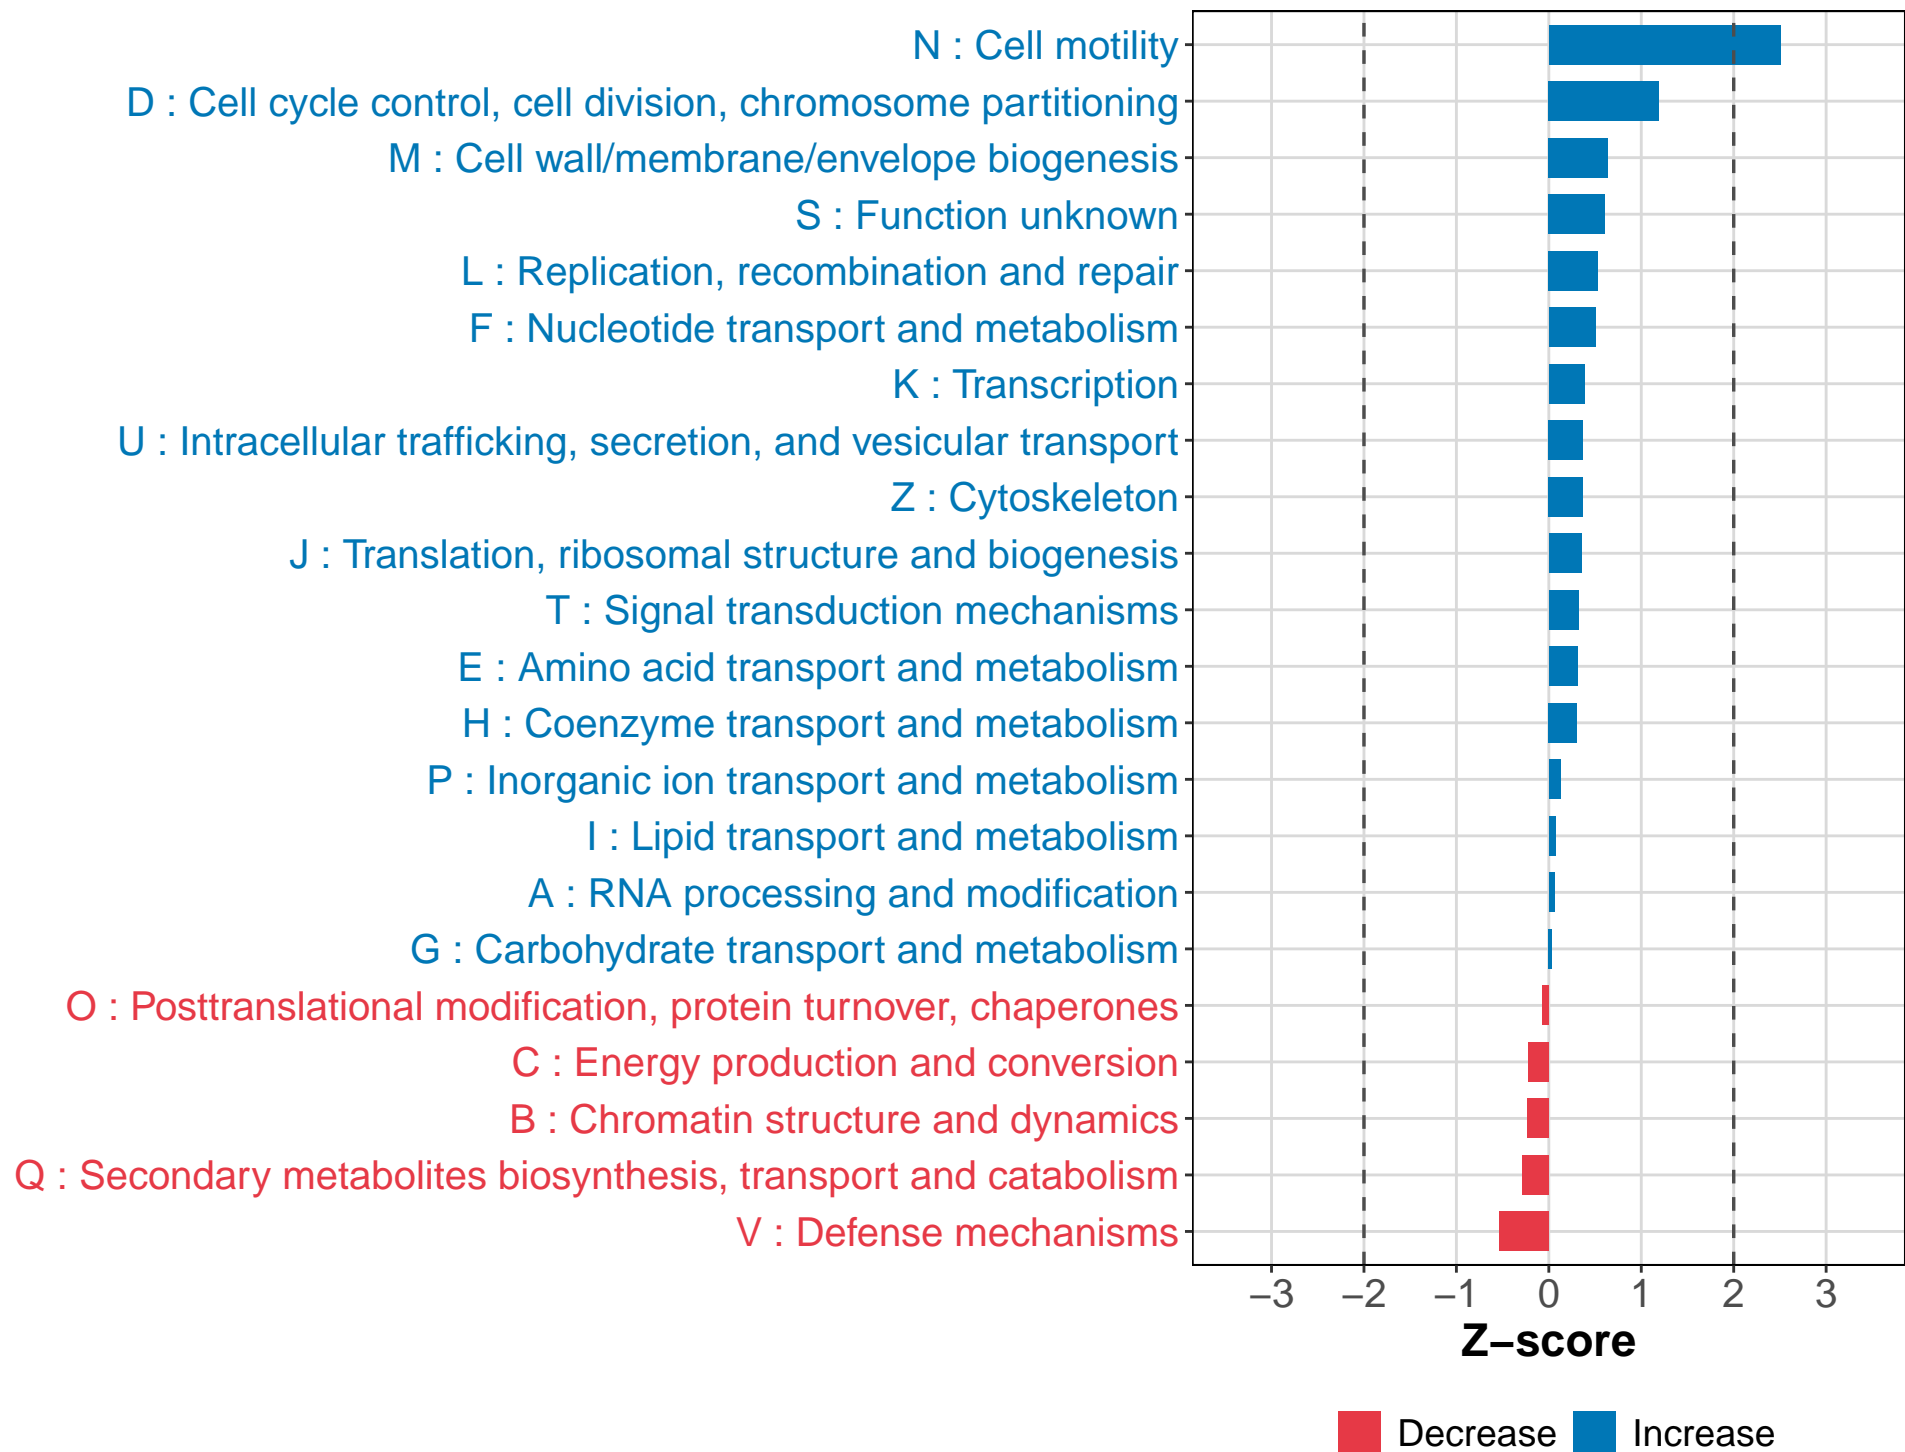 N : Cell motility
D : Cell cycle control, cell division, chromosome partitioning
M : Cell wall/membrane/envelope biogenesis
S : Function unknown
L : Replication, recombination and repair
F : Nucleotide transport and metabolism
K : Transcription
U : Intracellular trafficking, secretion, and vesicular transport
Z : Cytoskeleton
J : Translation, ribosomal structure and biogenesis
T : Signal transduction mechanisms
E : Amino acid transport and metabolism
H : Coenzyme transport and metabolism
P : Inorganic ion transport and metabolism
I : Lipid transport and metabolism
A : RNA processing and modification
G : Carbohydrate transport and metabolism
O : Posttranslational modification, protein turnover, chaperones
C : Energy production and conversion
B : Chromatin structure and dynamics
Q : Secondary metabolites biosynthesis, transport and catabolism
V : Defense mechanisms
−3 −2 −1 0 1 2 3
Z−score
Decrease Increase